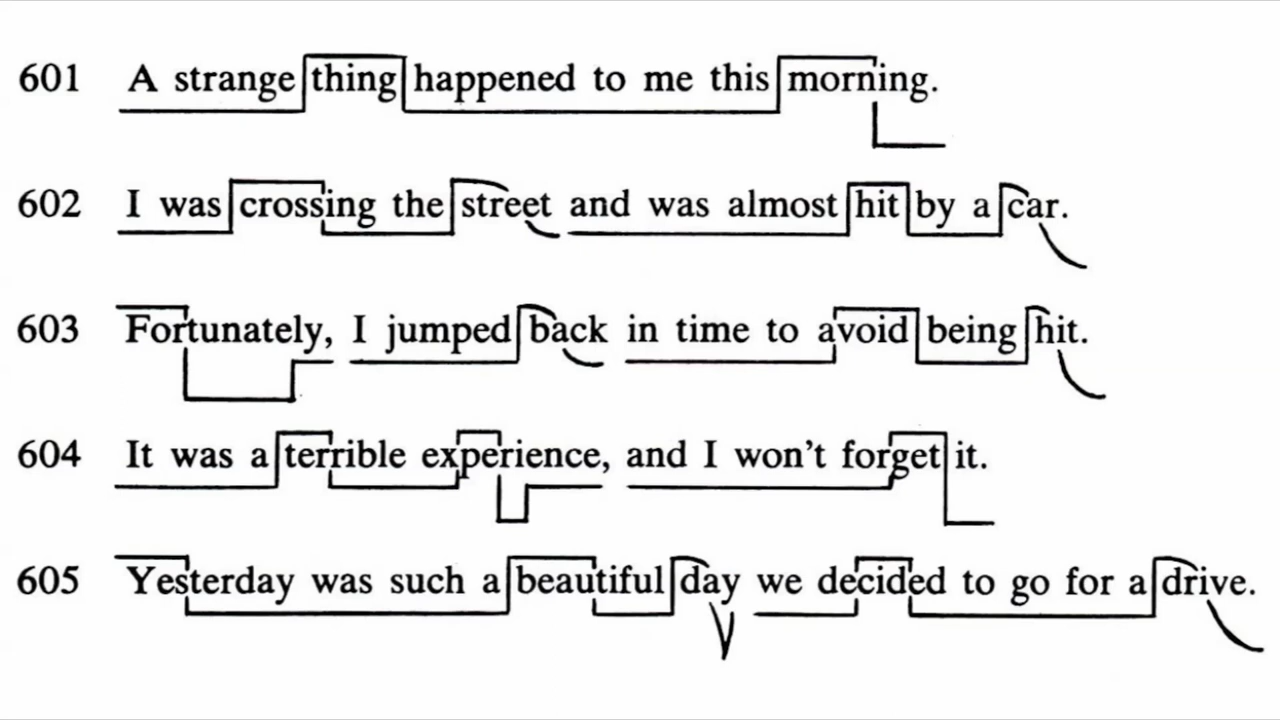 601 A strange thing happened to me this morning.
602 I was crossing the street and was almost hit by a car.
603 Fortunately, I jumped back in time to avoid being hit.
604 It was a terrible experience, and I won't forget it.
605 Yesterday was such a beautiful day we decided to go for a drive.